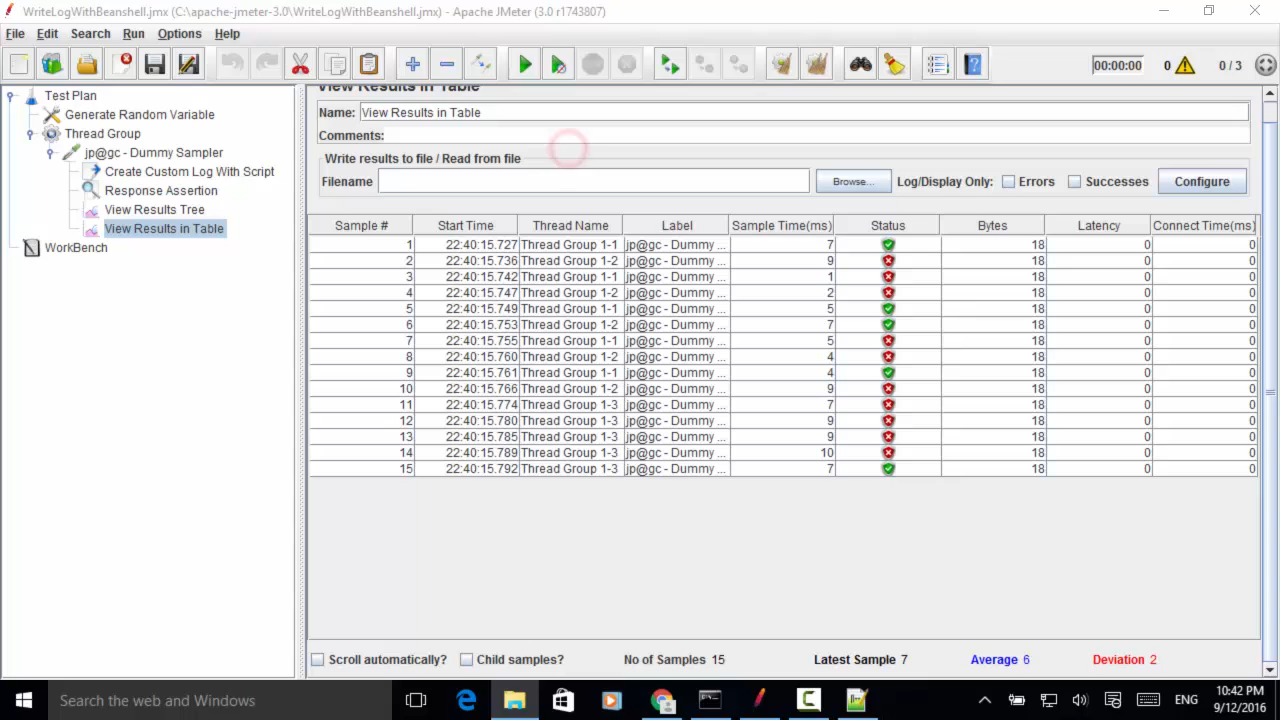 WriteLogWithBeanshell.jmx (C:\apache-jmeter-3.0\WriteLogWithBeanshell.jmx) - Apache JMeter (3.0 r1743807)
File Edit Search Run Options Help
00:00:00 0 0 / 3
Test Plan
Generate Random Variable
Thread Group
jp@gc - Dummy Sampler
Create Custom Log With Script
Response Assertion
View Results Tree
View Results in Table
WorkBench
View Results in Table
Name: View Results in Table
Comments:
Write results to file / Read from file
Filename Browse... Log/Display Only: Errors Successes Configure
Sample # Start Time Thread Name Label Sample Time(ms) Status Bytes Latency Connect Time(ms)
1 22:40:15.727 Thread Group 1-1 jp@gc - Dummy ... 7 18 0 0
2 22:40:15.736 Thread Group 1-2 jp@gc - Dummy ... 9 18 0 0
3 22:40:15.742 Thread Group 1-1 jp@gc - Dummy ... 1 18 0 0
4 22:40:15.747 Thread Group 1-2 jp@gc - Dummy ... 2 18 0 0
5 22:40:15.749 Thread Group 1-1 jp@gc - Dummy ... 5 18 0 0
6 22:40:15.753 Thread Group 1-2 jp@gc - Dummy ... 7 18 0 0
7 22:40:15.755 Thread Group 1-1 jp@gc - Dummy ... 5 18 0 0
8 22:40:15.760 Thread Group 1-2 jp@gc - Dummy ... 4 18 0 0
9 22:40:15.761 Thread Group 1-1 jp@gc - Dummy ... 4 18 0 0
10 22:40:15.766 Thread Group 1-2 jp@gc - Dummy ... 9 18 0 0
11 22:40:15.774 Thread Group 1-3 jp@gc - Dummy ... 7 18 0 0
12 22:40:15.780 Thread Group 1-3 jp@gc - Dummy ... 9 18 0 0
13 22:40:15.785 Thread Group 1-3 jp@gc - Dummy ... 9 18 0 0
14 22:40:15.789 Thread Group 1-3 jp@gc - Dummy ... 10 18 0 0
15 22:40:15.792 Thread Group 1-3 jp@gc - Dummy ... 7 18 0 0
Scroll automatically? Child samples? No of Samples 15 Latest Sample 7 Average 6 Deviation 2
Search the web and Windows
ENG
10:42 PM
9/12/2016